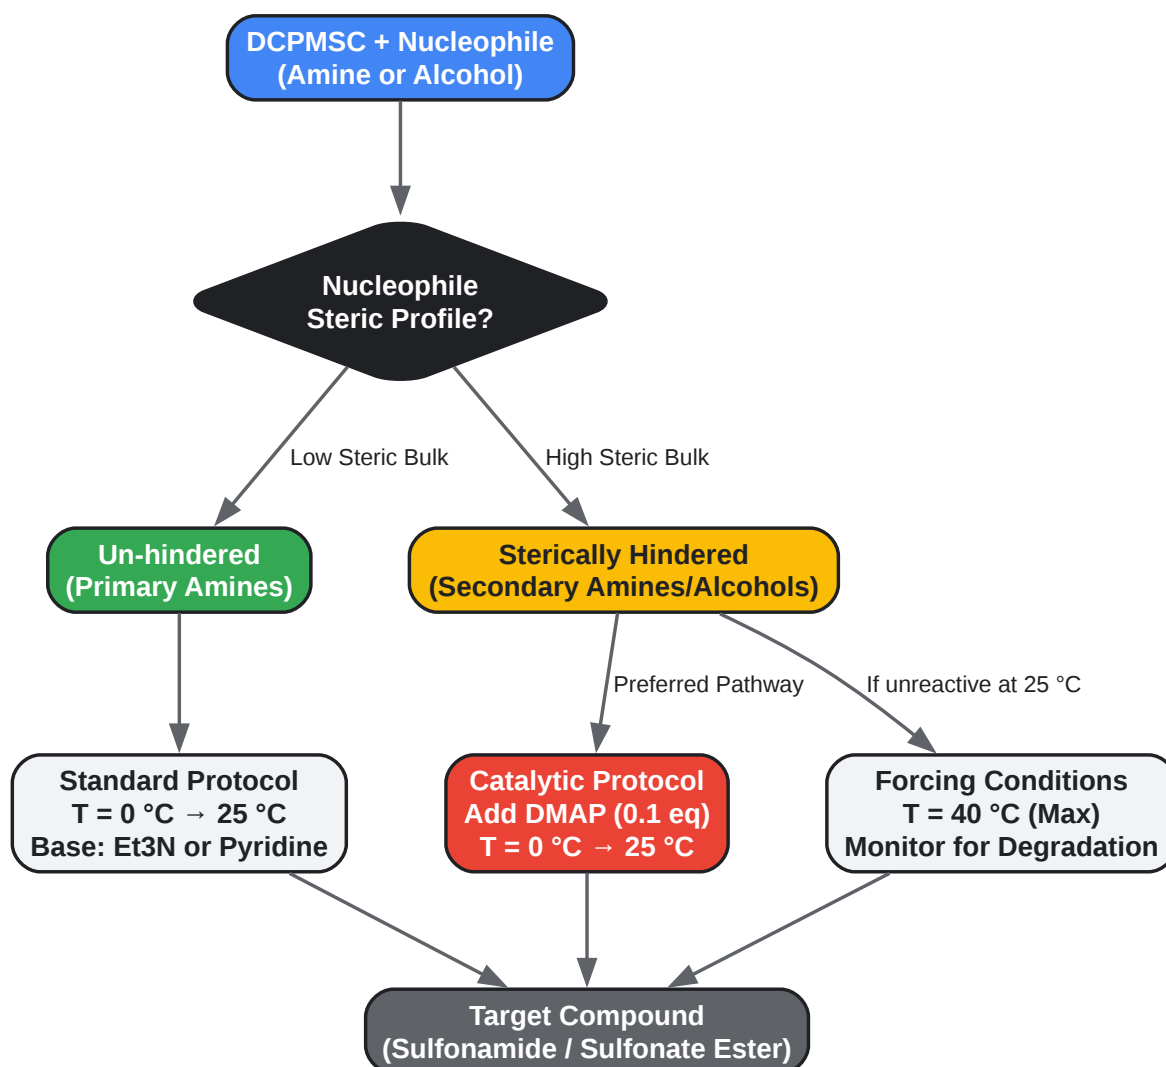 DCPMSC + Nucleophile
(Amine or Alcohol)
Nucleophile
Steric Profile?
Low Steric Bulk
High Steric Bulk
Un-hindered
(Primary Amines)
Sterically Hindered
(Secondary Amines/Alcohols)
Preferred Pathway
If unreactive at 25 °C
Standard Protocol
T = 0 °C → 25 °C
Base: Et3N or Pyridine
Catalytic Protocol
Add DMAP (0.1 eq)
T = 0 °C → 25 °C
Forcing Conditions
T = 40 °C (Max)
Monitor for Degradation
Target Compound
(Sulfonamide / Sulfonate Ester)